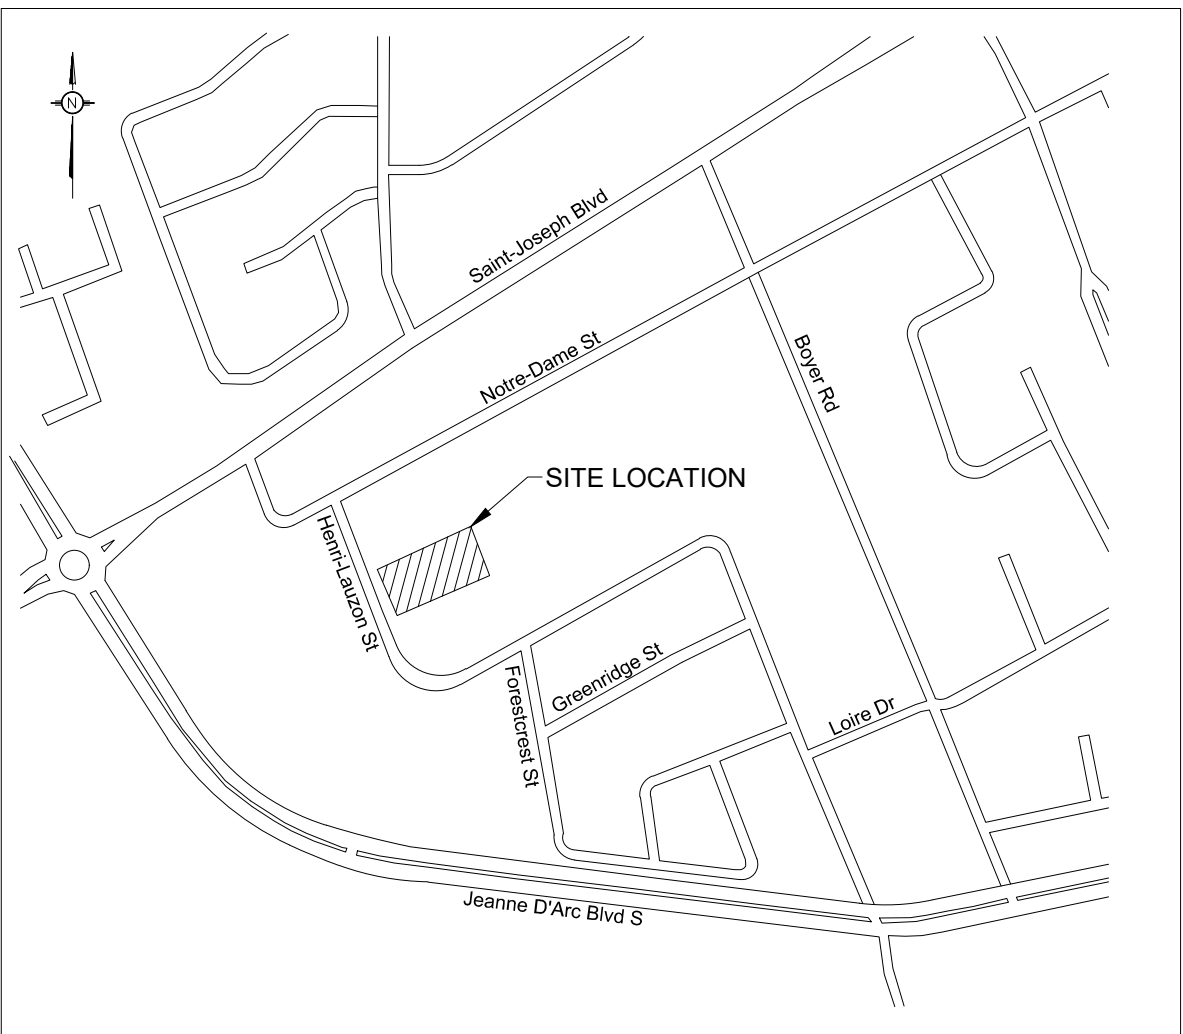 N
Saint-Joseph Blvd
Notre-Dame St
Boyer Rd
SITE LOCATION
Henri-Lauzon St
Forestcrest St
Greenridge St
Loire Dr
Jeanne D'Arc Blvd S